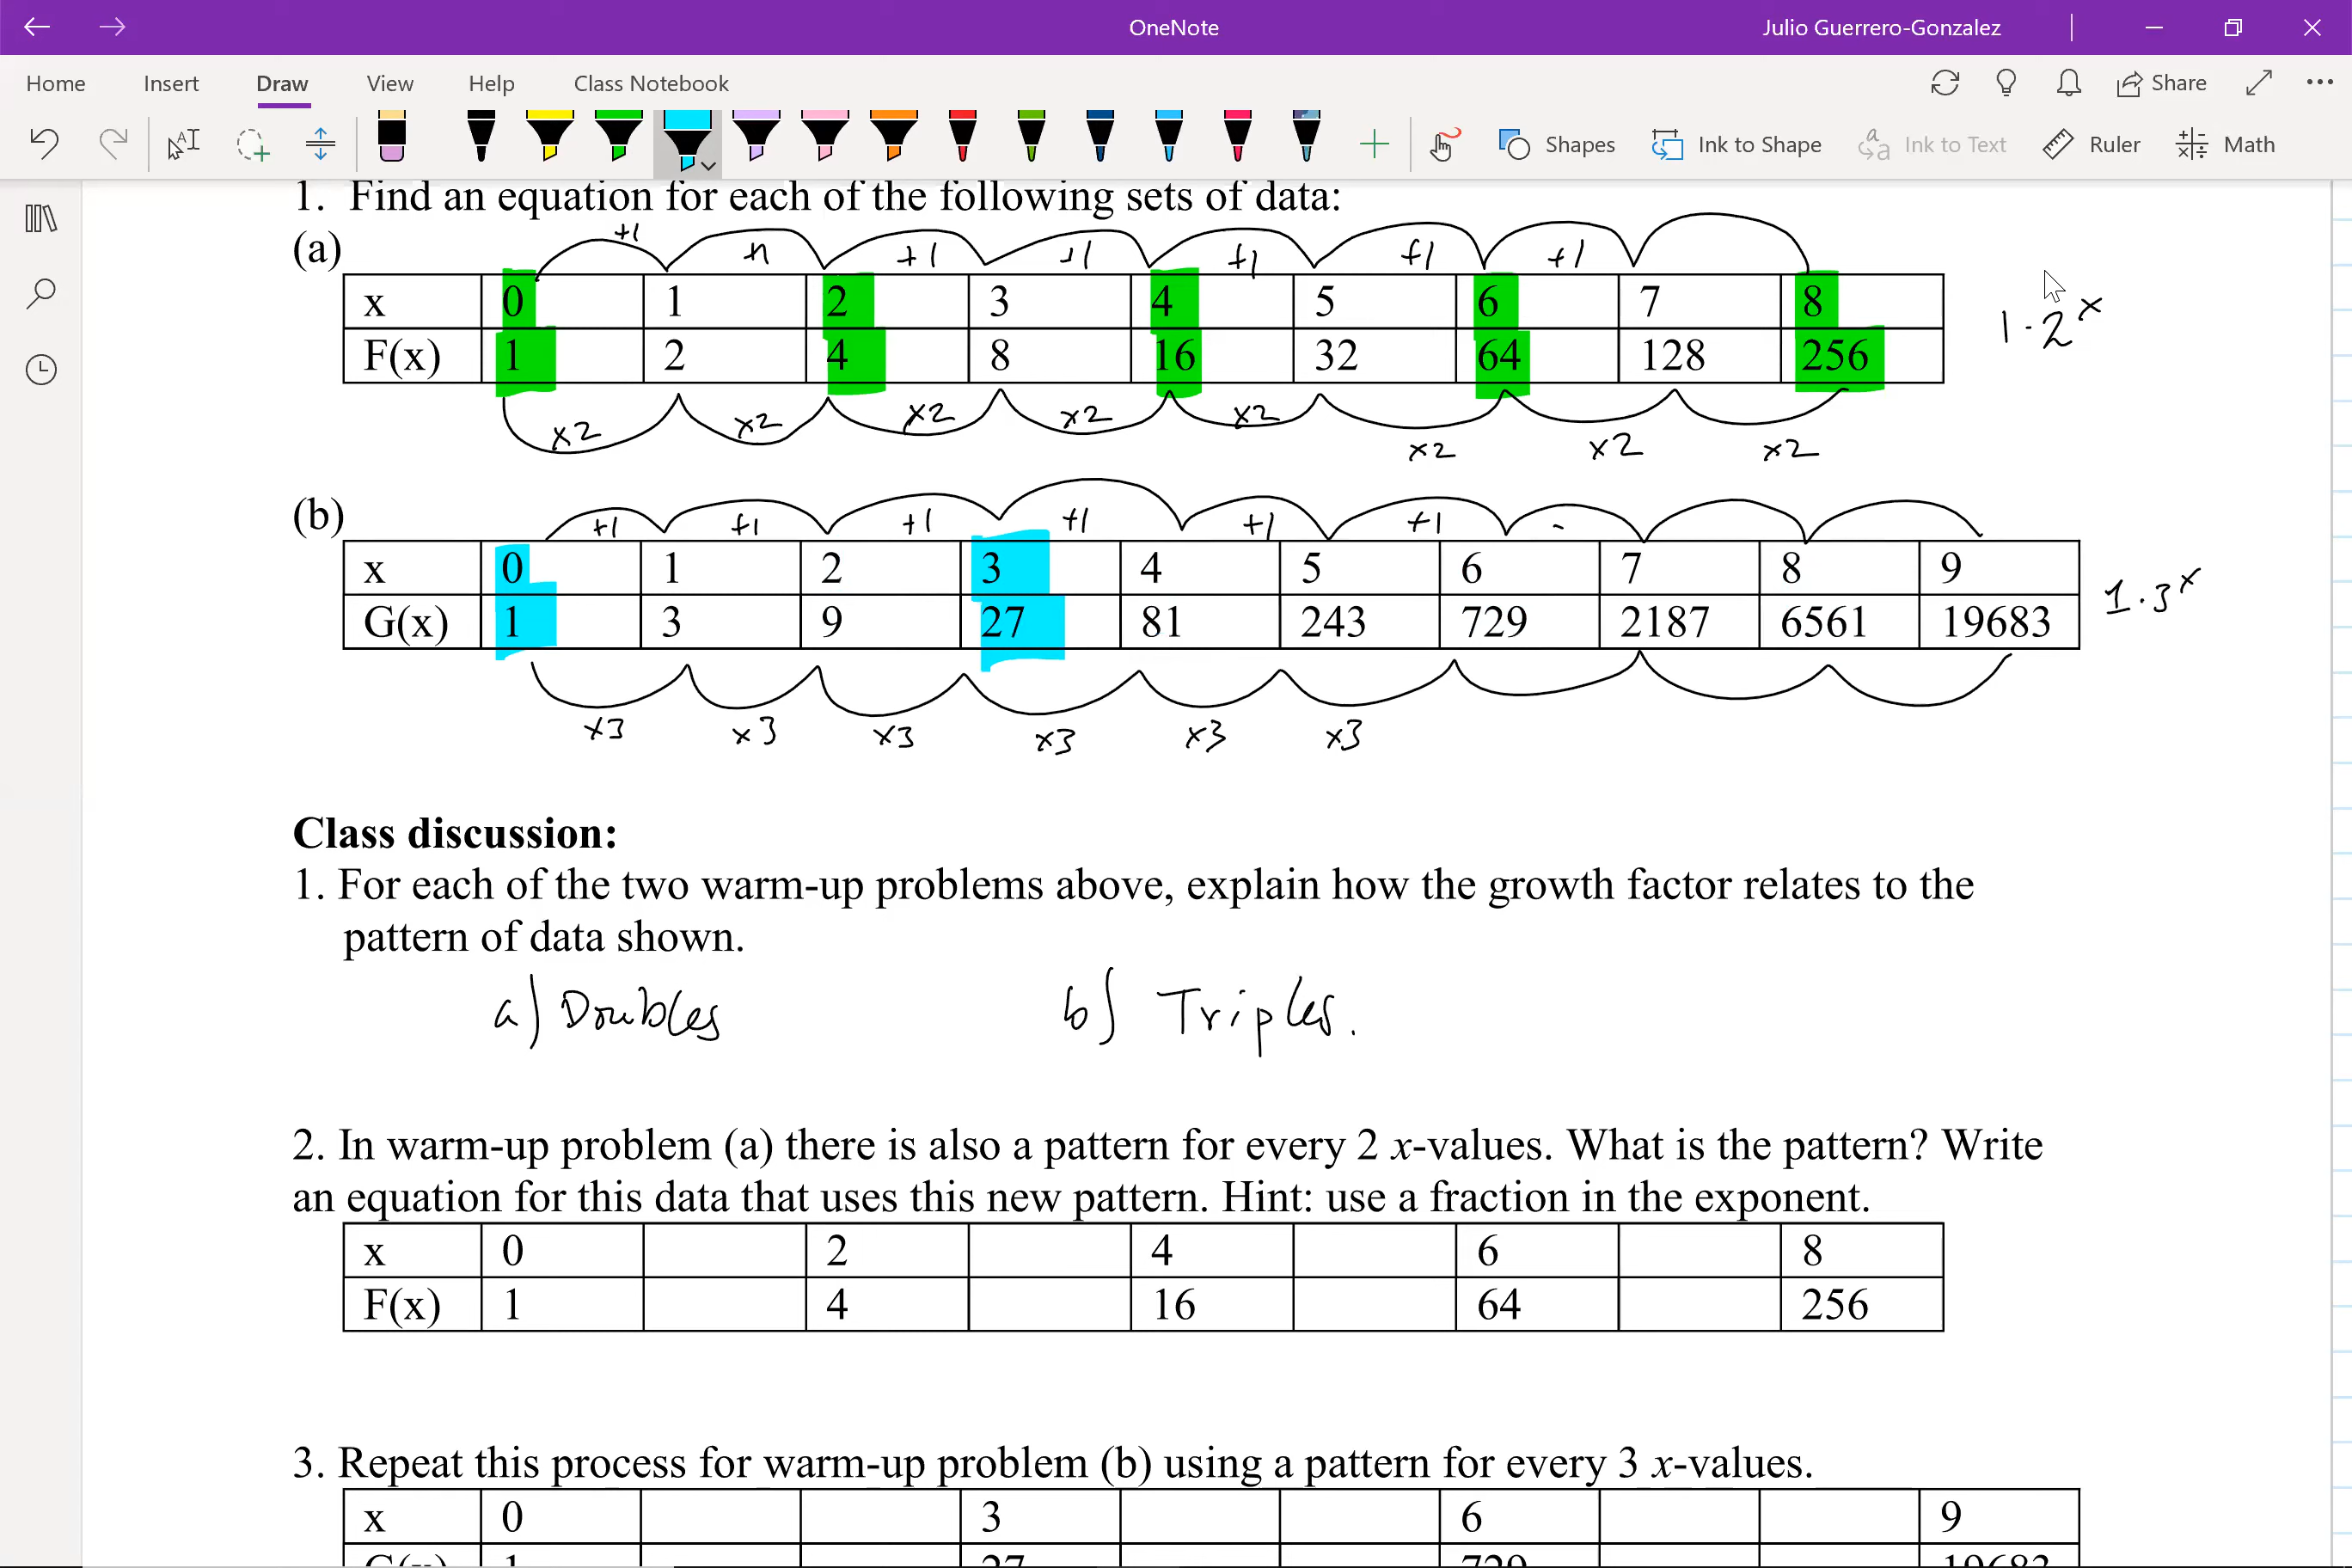 OneNote
Julio Guerrero-Gonzalez
Home Insert Draw View Help Class Notebook Share
Shapes Ink to Shape Ink to Text Ruler Math
1. Find an equation for each of the following sets of data:
(a)
+1 +1 +1 +1 +1 +1
x 0 1 2 3 4 5 6 7 8
F(x) 1 2 4 8 16 32 64 128 256
1·2^x
x2 x2 x2 x2 x2 x2 x2 x2
(b)
+1 +1 +1 +1 +1 +1
x 0 1 2 3 4 5 6 7 8 9
G(x) 1 3 9 27 81 243 729 2187 6561 19683
1·3^x
x3 x3 x3 x3 x3 x3
Class discussion:
1. For each of the two warm-up problems above, explain how the growth factor relates to the
pattern of data shown.
a) Doubles b) Triples.
2. In warm-up problem (a) there is also a pattern for every 2 x-values. What is the pattern? Write
an equation for this data that uses this new pattern. Hint: use a fraction in the exponent.
x 0 2 4 6 8
F(x) 1 4 16 64 256
3. Repeat this process for warm-up problem (b) using a pattern for every 3 x-values.
x 0 3 6 9
G(x) 1 27 729 19683